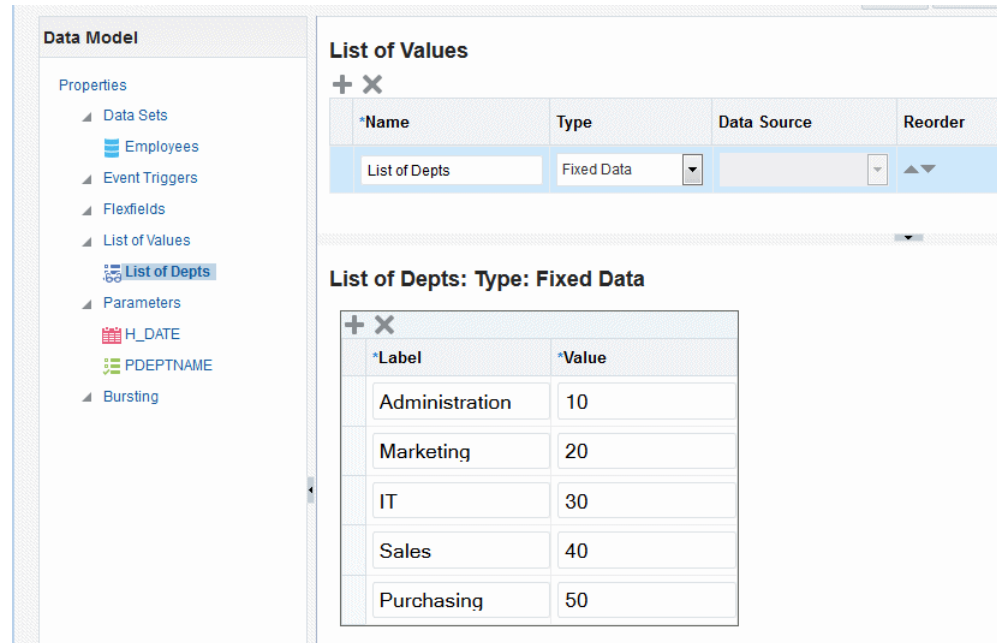 Data Model
Properties
Data Sets
Employees
Event Triggers
Flexfields
List of Values
List of Depts
Parameters
H_DATE
PDEPTNAME
Bursting
List of Values
*Name Type Data Source Reorder
List of Depts Fixed Data
List of Depts: Type: Fixed Data
*Label *Value
Administration 10
Marketing 20
IT 30
Sales 40
Purchasing 50